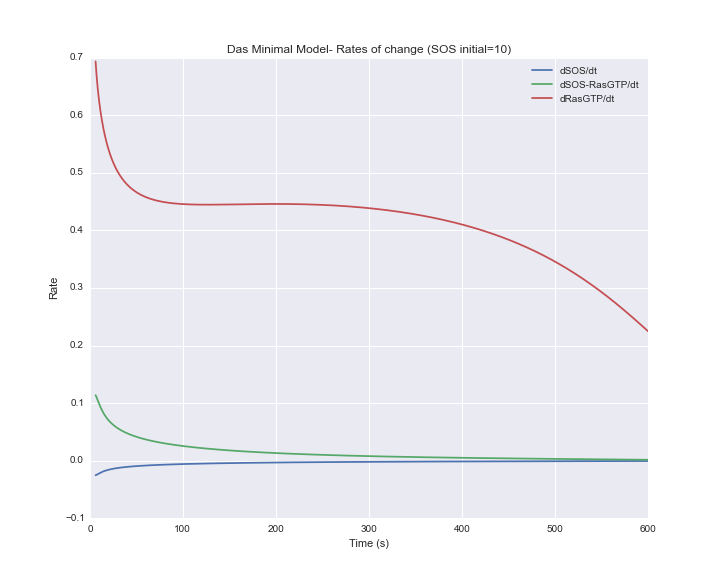 Das Minimal Model- Rates of change (SOS initial=10)
dSOS/dt
dSOS-RasGTP/dt
dRasGTP/dt
0.7
0.6
0.5
0.4
0.3
0.2
0.1
0.0
−0.1
Rate
0 100 200 300 400 500 600
Time (s)